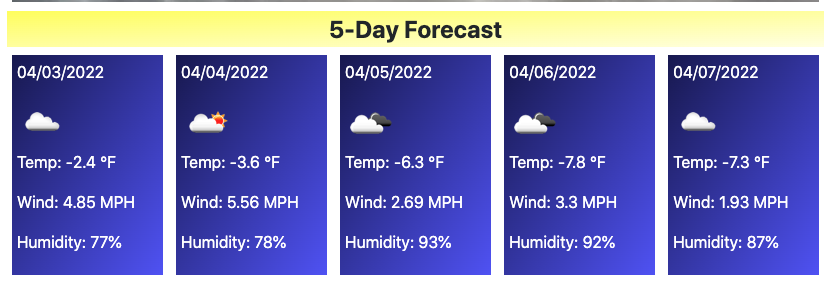 5-Day Forecast
04/03/2022
Temp: -2.4 °F
Wind: 4.85 MPH
Humidity: 77%
04/04/2022
Temp: -3.6 °F
Wind: 5.56 MPH
Humidity: 78%
04/05/2022
Temp: -6.3 °F
Wind: 2.69 MPH
Humidity: 93%
04/06/2022
Temp: -7.8 °F
Wind: 3.3 MPH
Humidity: 92%
04/07/2022
Temp: -7.3 °F
Wind: 1.93 MPH
Humidity: 87%